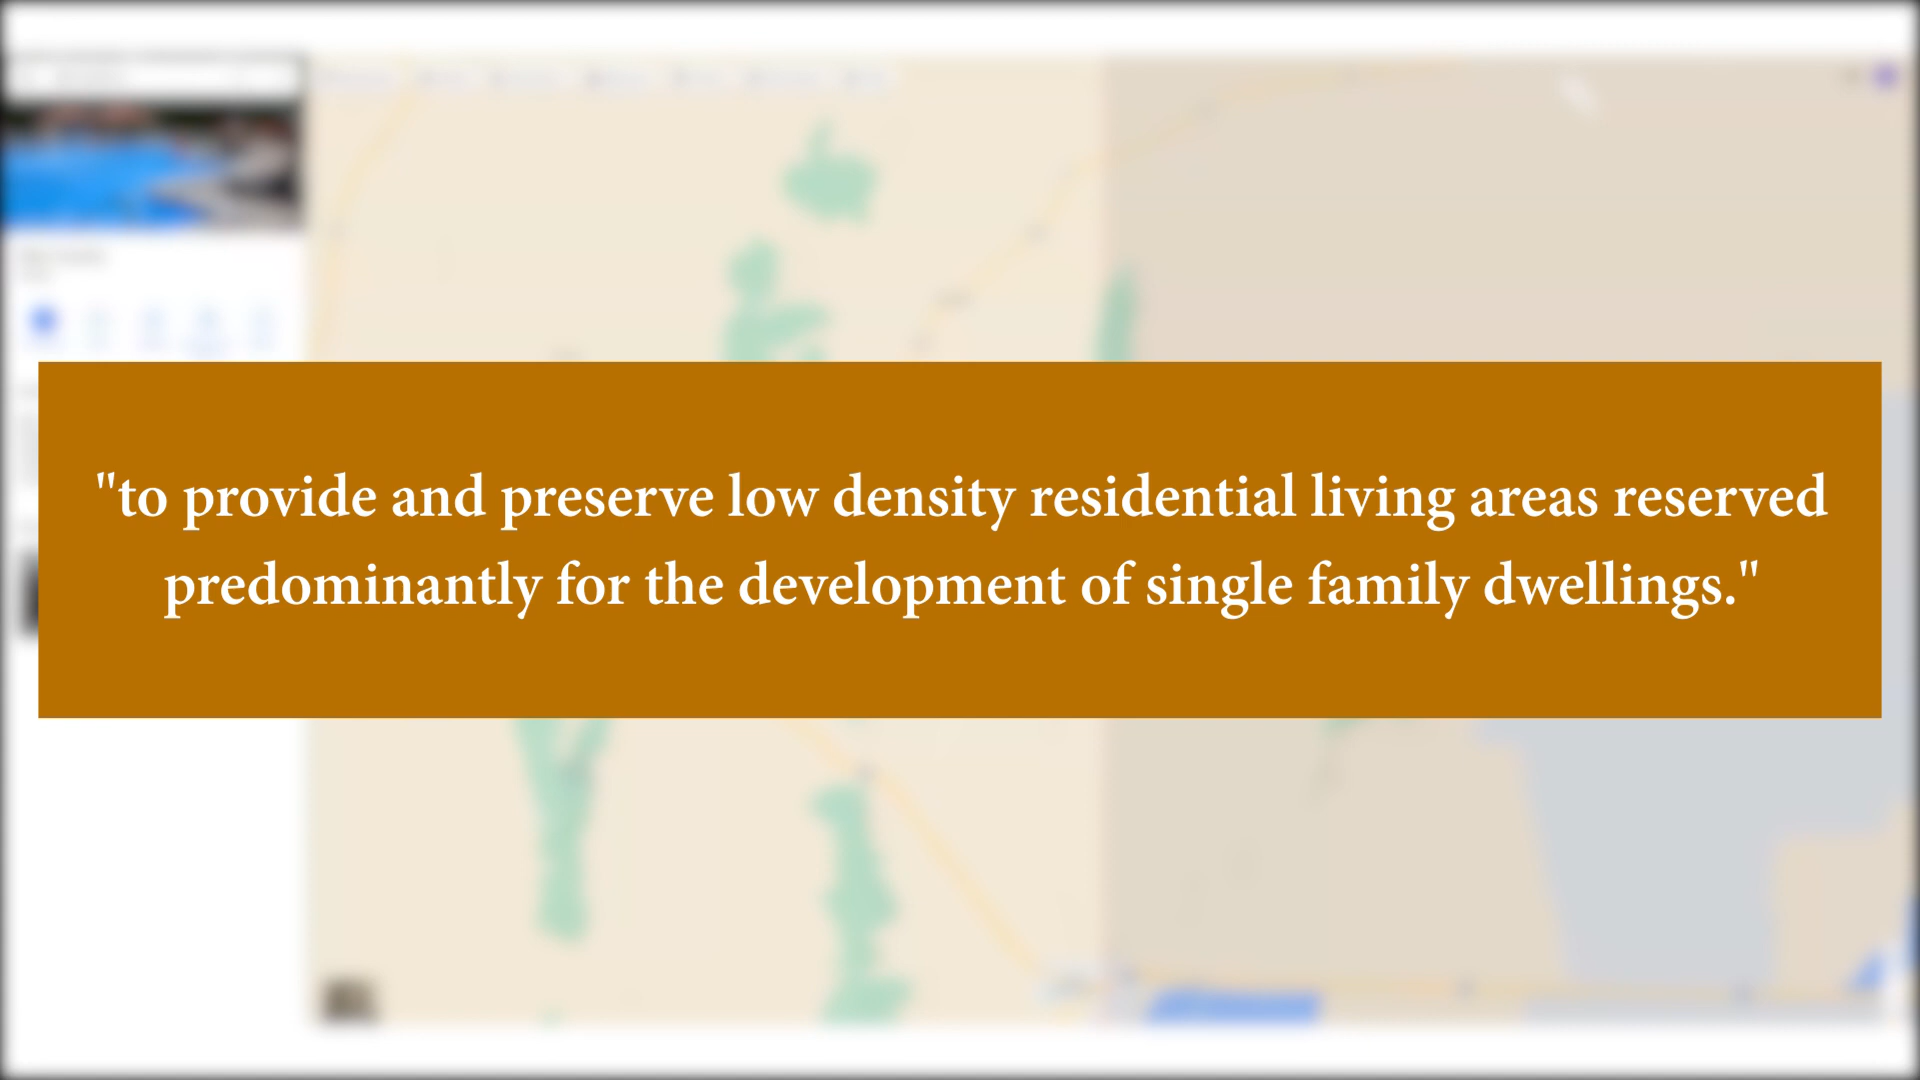 "to provide and preserve low density residential living areas reserved
predominantly for the development of single family dwellings."